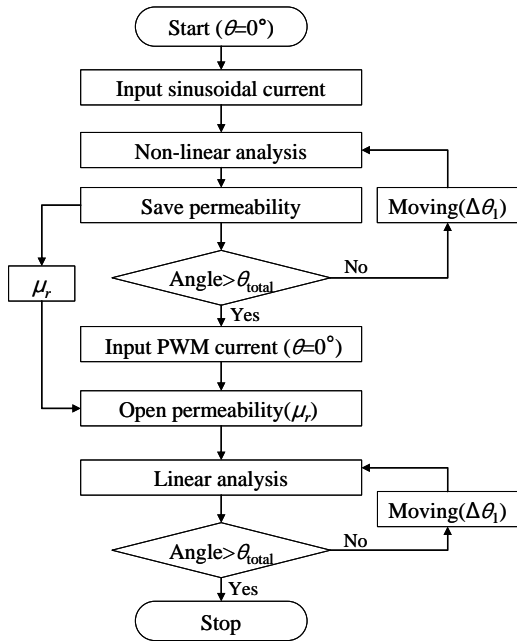 Start (θ=0°)
Input sinusoidal current
Non-linear analysis
Save permeability
Moving(Δθ₁)
μᵣ
Angle>θtotal
No
Yes
Input PWM current (θ=0°)
Open permeability(μᵣ)
Linear analysis
Moving(Δθ₁)
Angle>θtotal
No
Yes
Stop